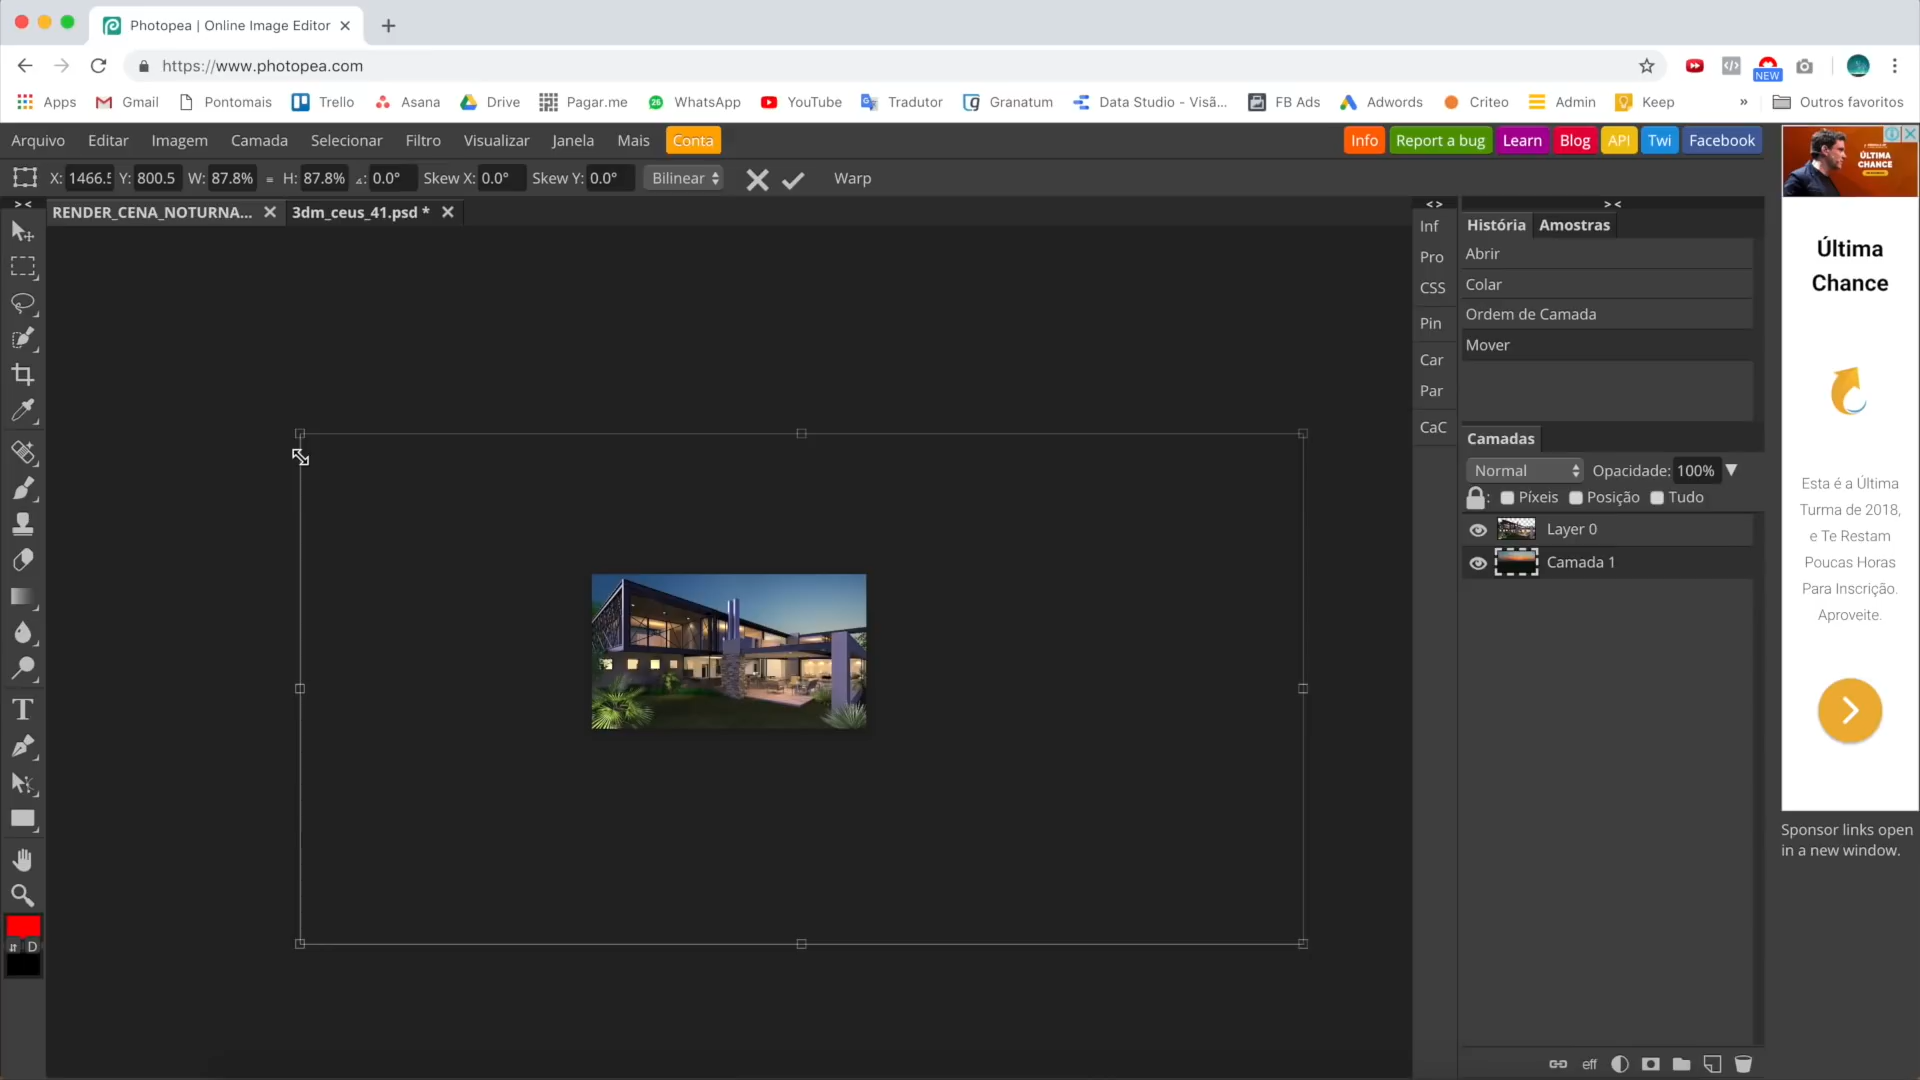 Photopea | Online Image Editor
https://www.photopea.com
NEW
Apps Gmail Pontomais Trello Asana Drive Pagar.me WhatsApp YouTube Tradutor Granatum Data Studio - Visã... FB Ads Adwords Criteo Admin Keep » Outros favoritos
Arquivo Editar Imagem Camada Selecionar Filtro Visualizar Janela Mais Conta Info Report a bug Learn Blog API Twi Facebook
X: 1466.5 Y: 800.5 W: 87.8% = H: 87.8% 0.0° Skew X: 0.0° Skew Y: 0.0° Bilinear Warp
> < RENDER_CENA_NOTURNA... 3dm_ceus_41.psd * < > > <
Inf
Pro
CSS
Pin
Car
Par
CaC
História Amostras
Abrir
Colar
Ordem de Camada
Mover
Camadas
Normal Opacidade: 100%
: Píxeis Posição Tudo
Layer 0
Camada 1
T
D
eff
ÚLTIMA
CHANCE
Última
Chance
Esta é a Última
Turma de 2018,
e Te Restam
Poucas Horas
Para Inscrição.
Aproveite.
Sponsor links open
in a new window.